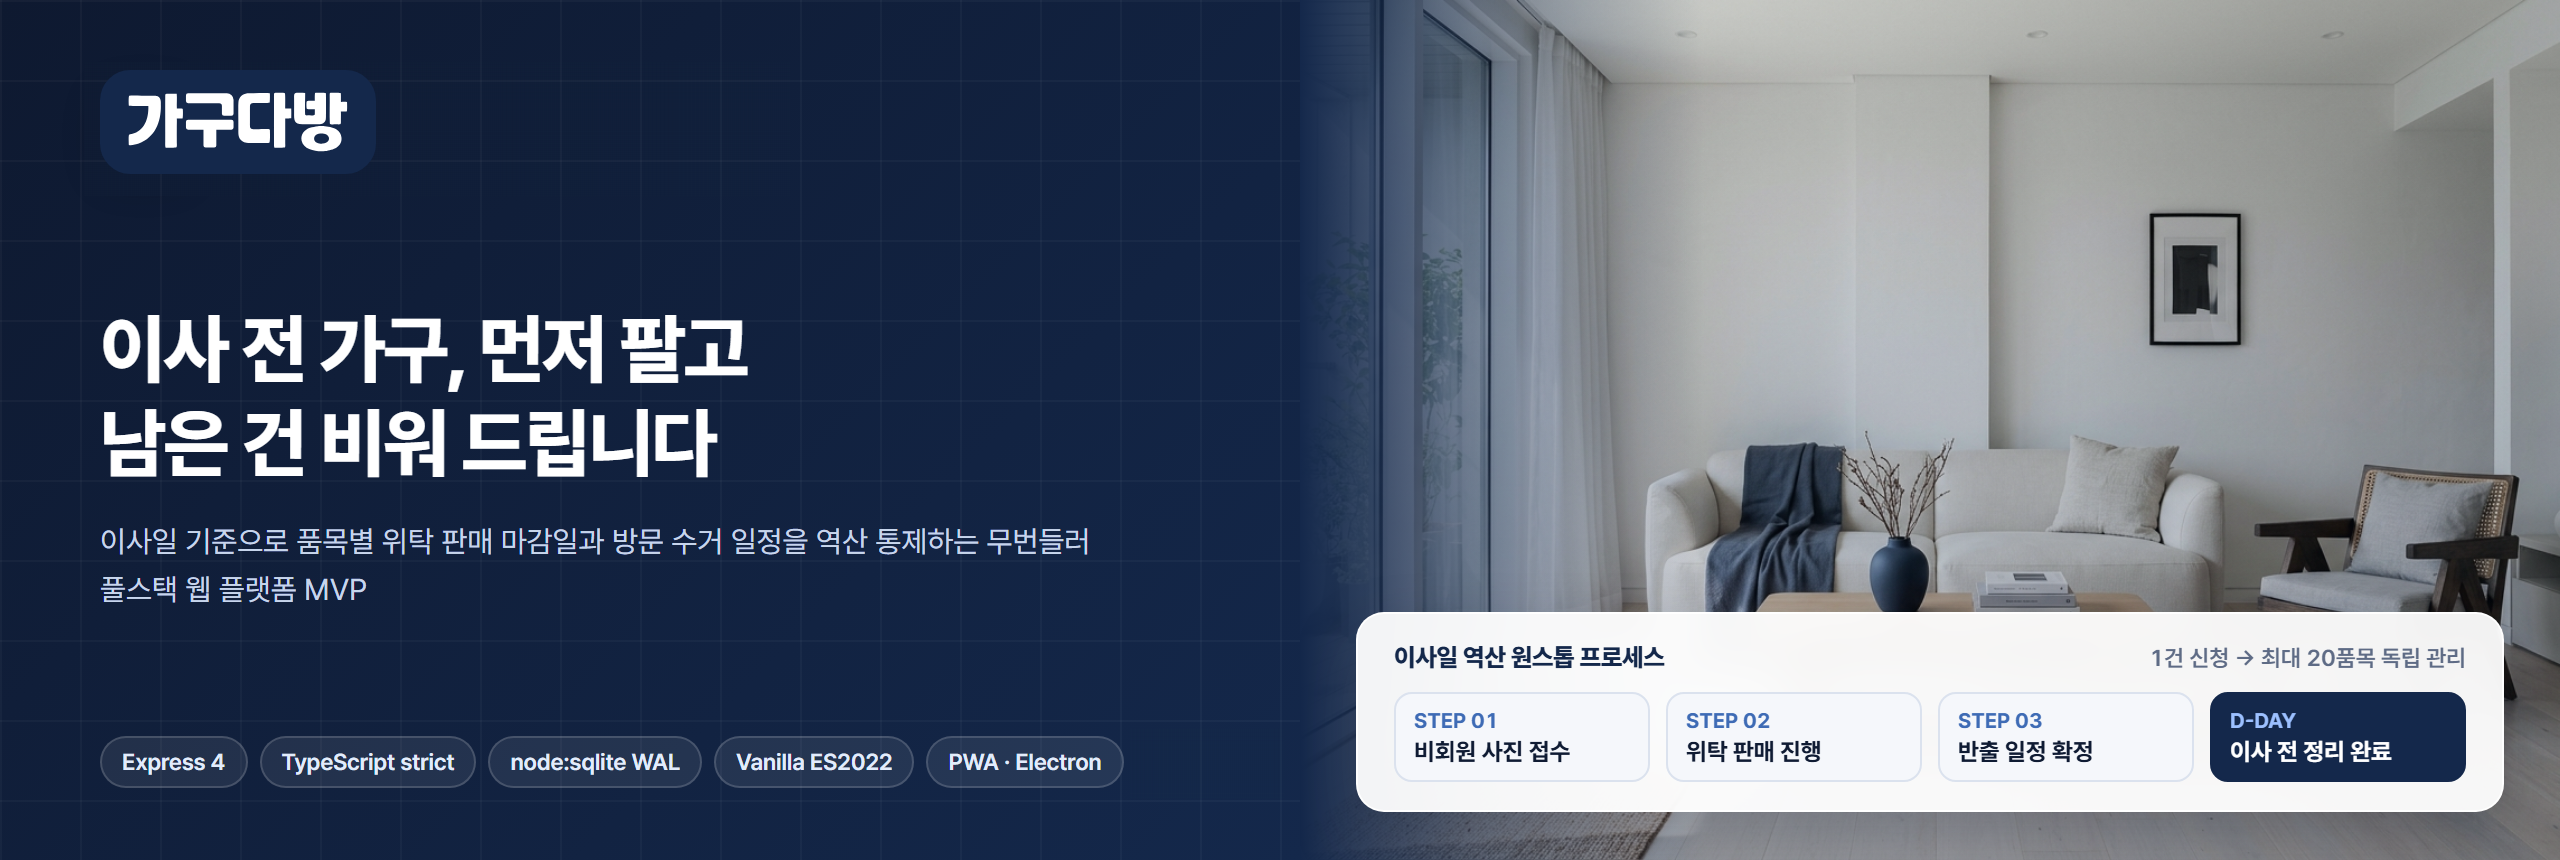 가구다방
이사 전 가구, 먼저 팔고
남은 건 비워 드립니다
이사일 기준으로 품목별 위탁 판매 마감일과 방문 수거 일정을 역산 통제하는 무번들러
풀스택 웹 플랫폼 MVP
Express 4
TypeScript strict
node:sqlite WAL
Vanilla ES2022
PWA · Electron
이사일 역산 원스톱 프로세스
1건 신청 → 최대 20품목 독립 관리
STEP 01
비회원 사진 접수
STEP 02
위탁 판매 진행
STEP 03
반출 일정 확정
D-DAY
이사 전 정리 완료